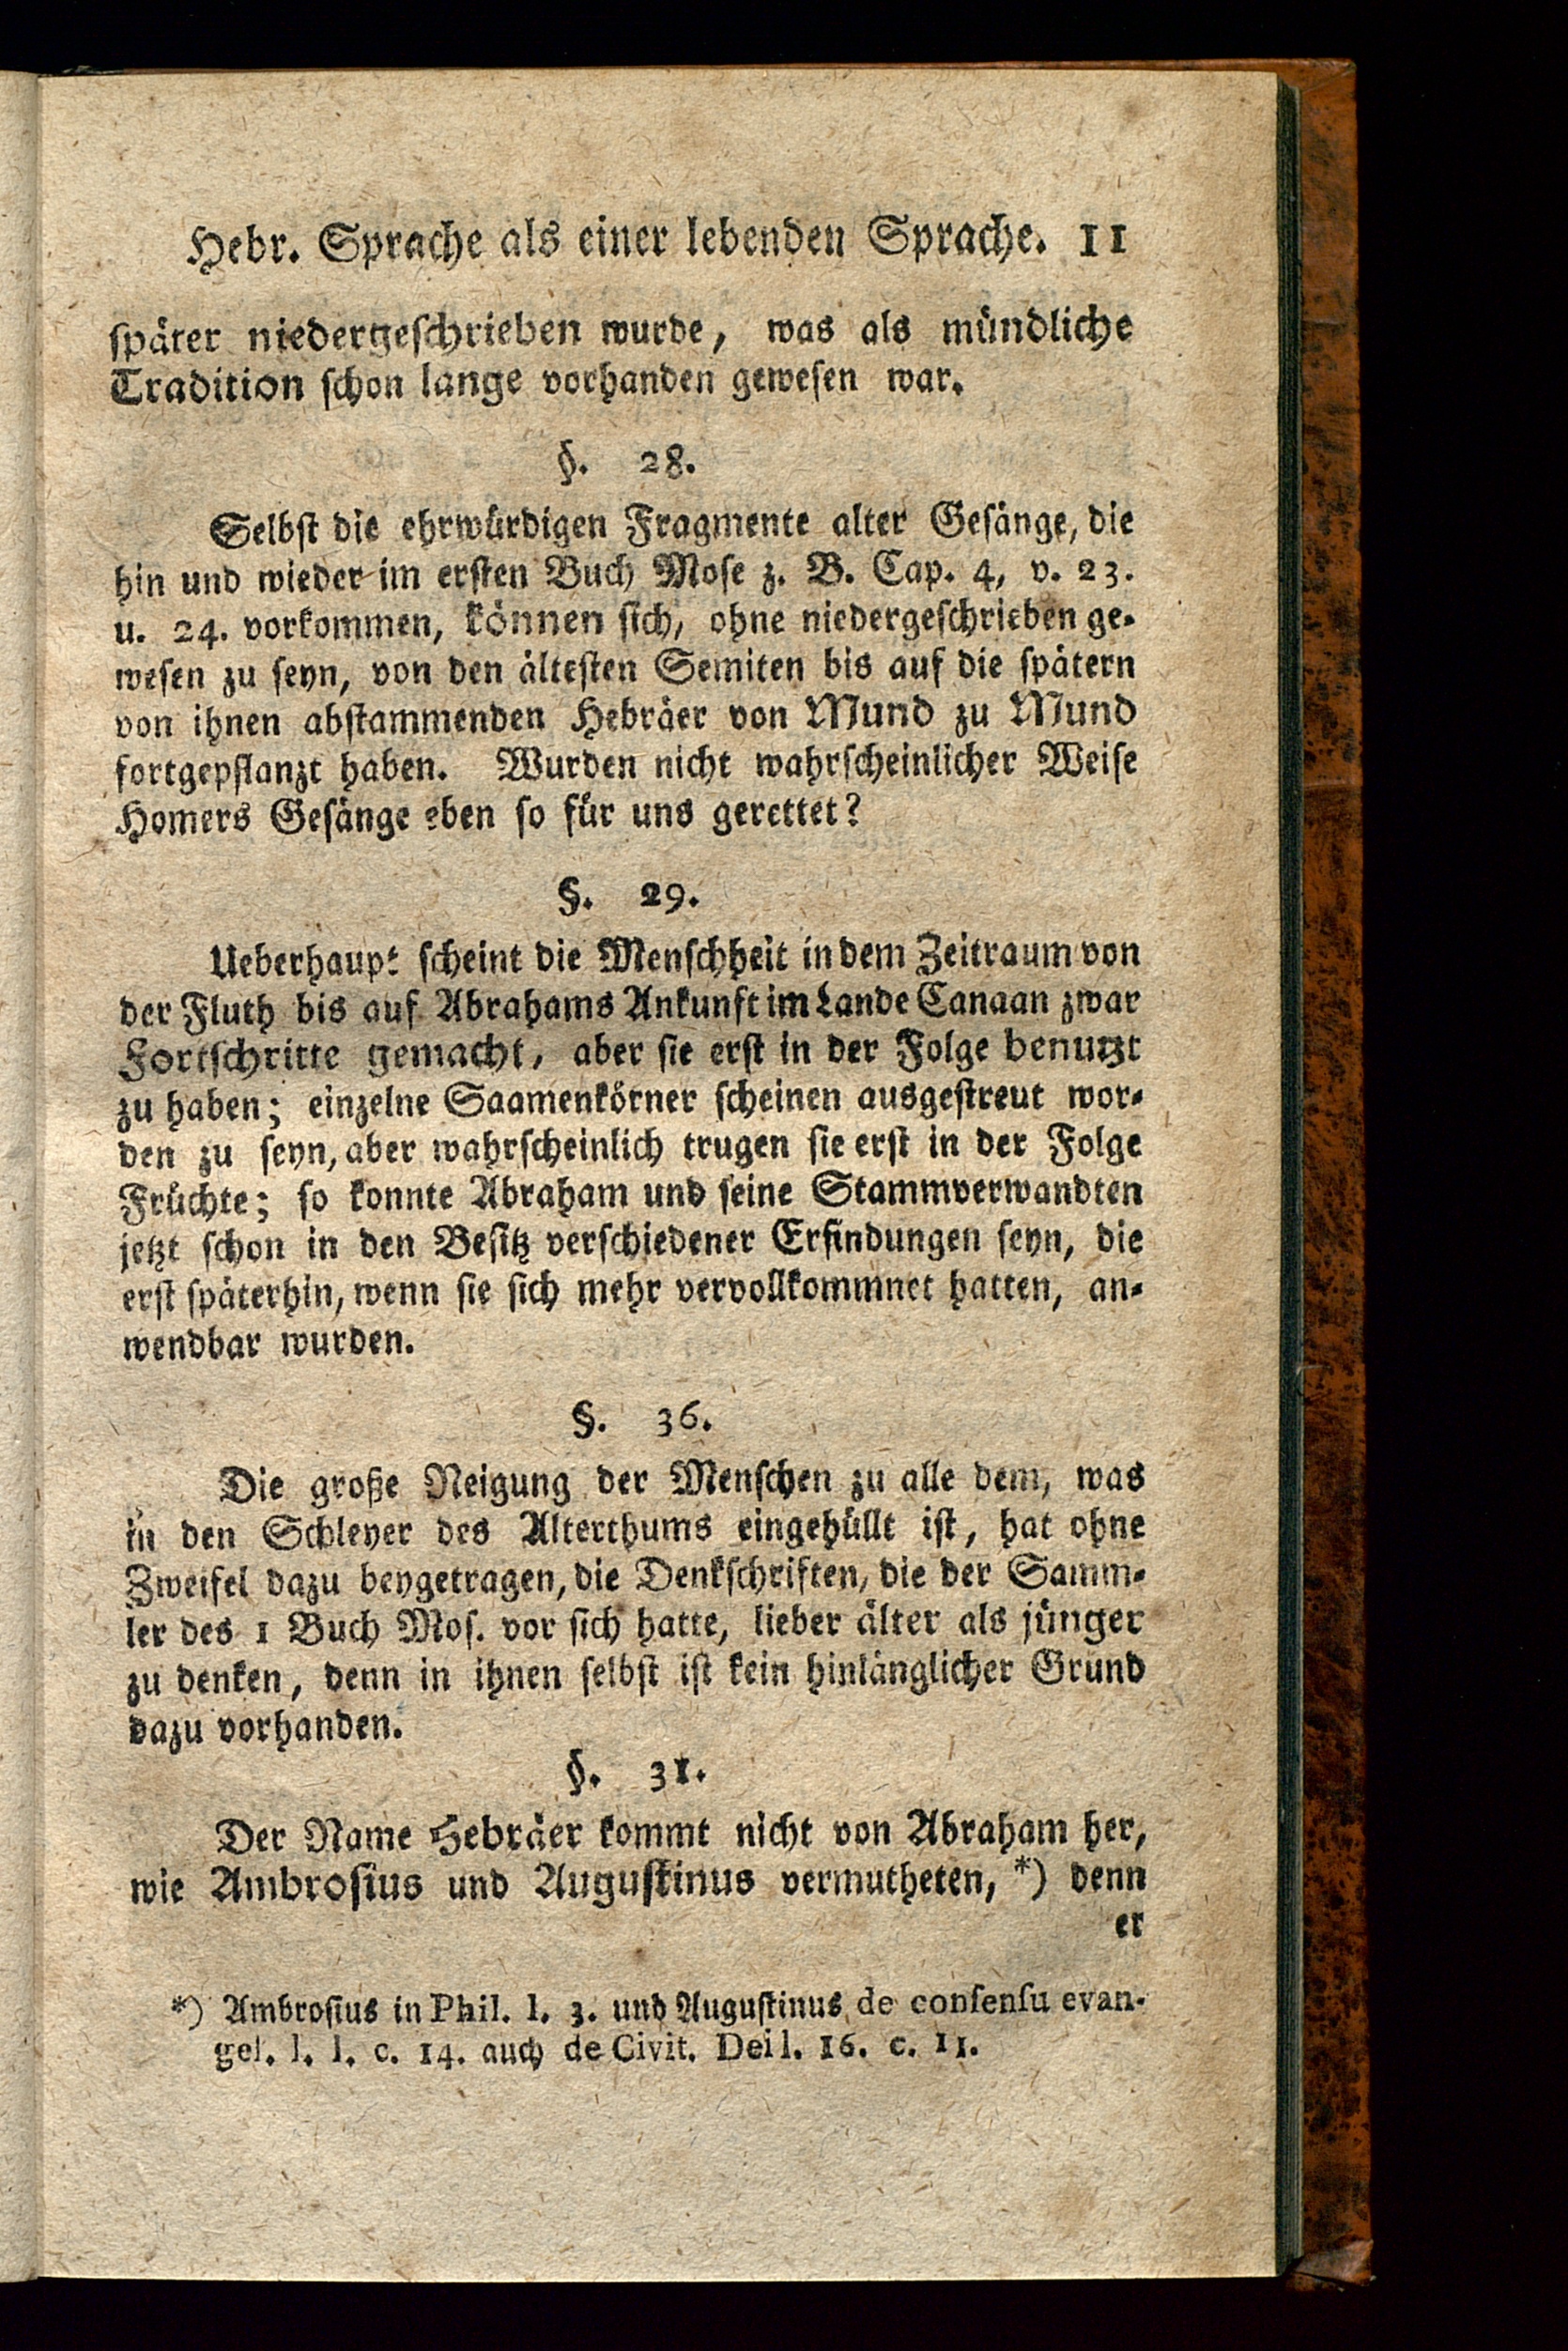 Hebr. Sprache als einer lebenden Sprache. 11
später niedergeschrieben wurde, was als mündliche
Tradition schon lange vorhanden gewesen war.
§. 28.
Selbst die ehrwürdigen Fragmente alter Gesänge, die
hin und wieder im ersten Buch Mose z. B. Cap. 4, v. 23.
u. 24. vorkommen, können sich, ohne niedergeschrieben ge-
wesen zu seyn, von den ältesten Semiten bis auf die spätern
von ihnen abstammenden Hebräer von Mund zu Mund
fortgepflanzt haben. Wurden nicht wahrscheinlicher Weise
Homers Gesänge eben so für uns gerettet?
§. 29.
Ueberhaupt scheint die Menschheit in dem Zeitraum von
der Fluth bis auf Abrahams Ankunft im Lande Canaan zwar
Fortschritte gemacht, aber sie erst in der Folge benutzt
zu haben; einzelne Saamenkörner scheinen ausgestreut wor-
den zu seyn, aber wahrscheinlich trugen sie erst in der Folge
Früchte; so konnte Abraham und seine Stammverwandten
jetzt schon in den Besitz verschiedener Erfindungen seyn, die
erst späterhin, wenn sie sich mehr vervollkommnet hatten, an-
wendbar wurden.
§. 36.
Die große Neigung der Menschen zu alle dem, was
in den Schleyer des Alterthums eingehüllt ist, hat ohne
Zweifel dazu beygetragen, die Denkschriften, die der Samm-
ler des 1 Buch Mos. vor sich hatte, lieber älter als jünger
zu denken, denn in ihnen selbst ist kein hinlänglicher Grund
dazu vorhanden.
§. 31.
Der Name Hebräer kommt nicht von Abraham her,
wie Ambrosius und Augustinus vermutheten, *) denn
er
*) Ambrosius in Phil. l. 3. und Augustinus de consensu evan-
gel. l. 1. c. 14. auch de Civit. Dei l. 16. c. 11.